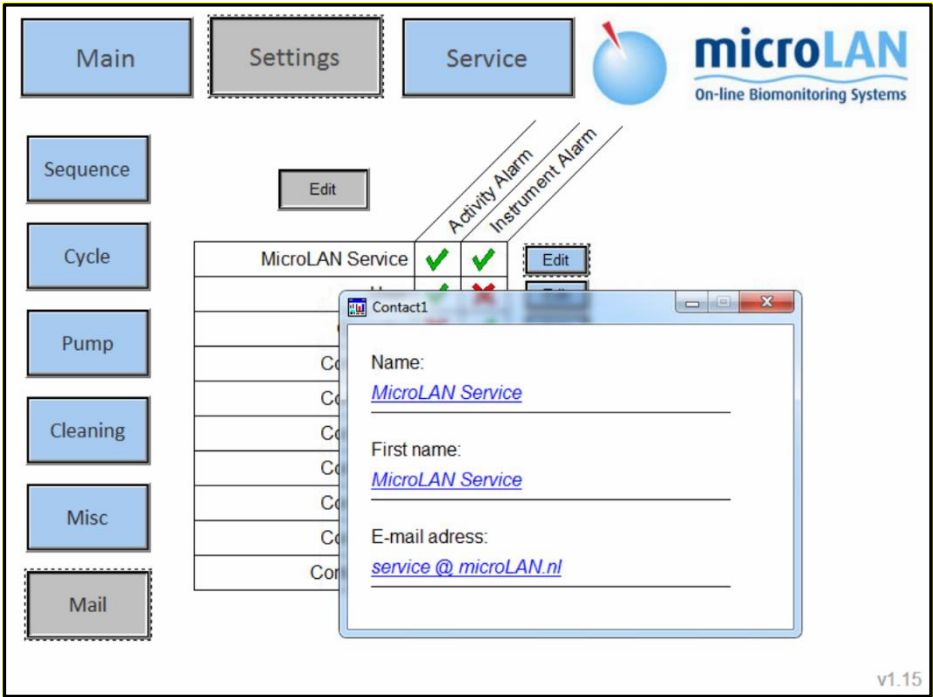 Main
Settings
Service
microLAN
On-line Biomonitoring Systems
Sequence
Cycle
Pump
Cleaning
Misc
Mail
Edit
Activity Alarm
Instrument Alarm
MicroLAN Service
Edit
Contact1
Name:
MicroLAN Service
First name:
MicroLAN Service
E-mail adress:
service @ microLAN.nl
v1.15